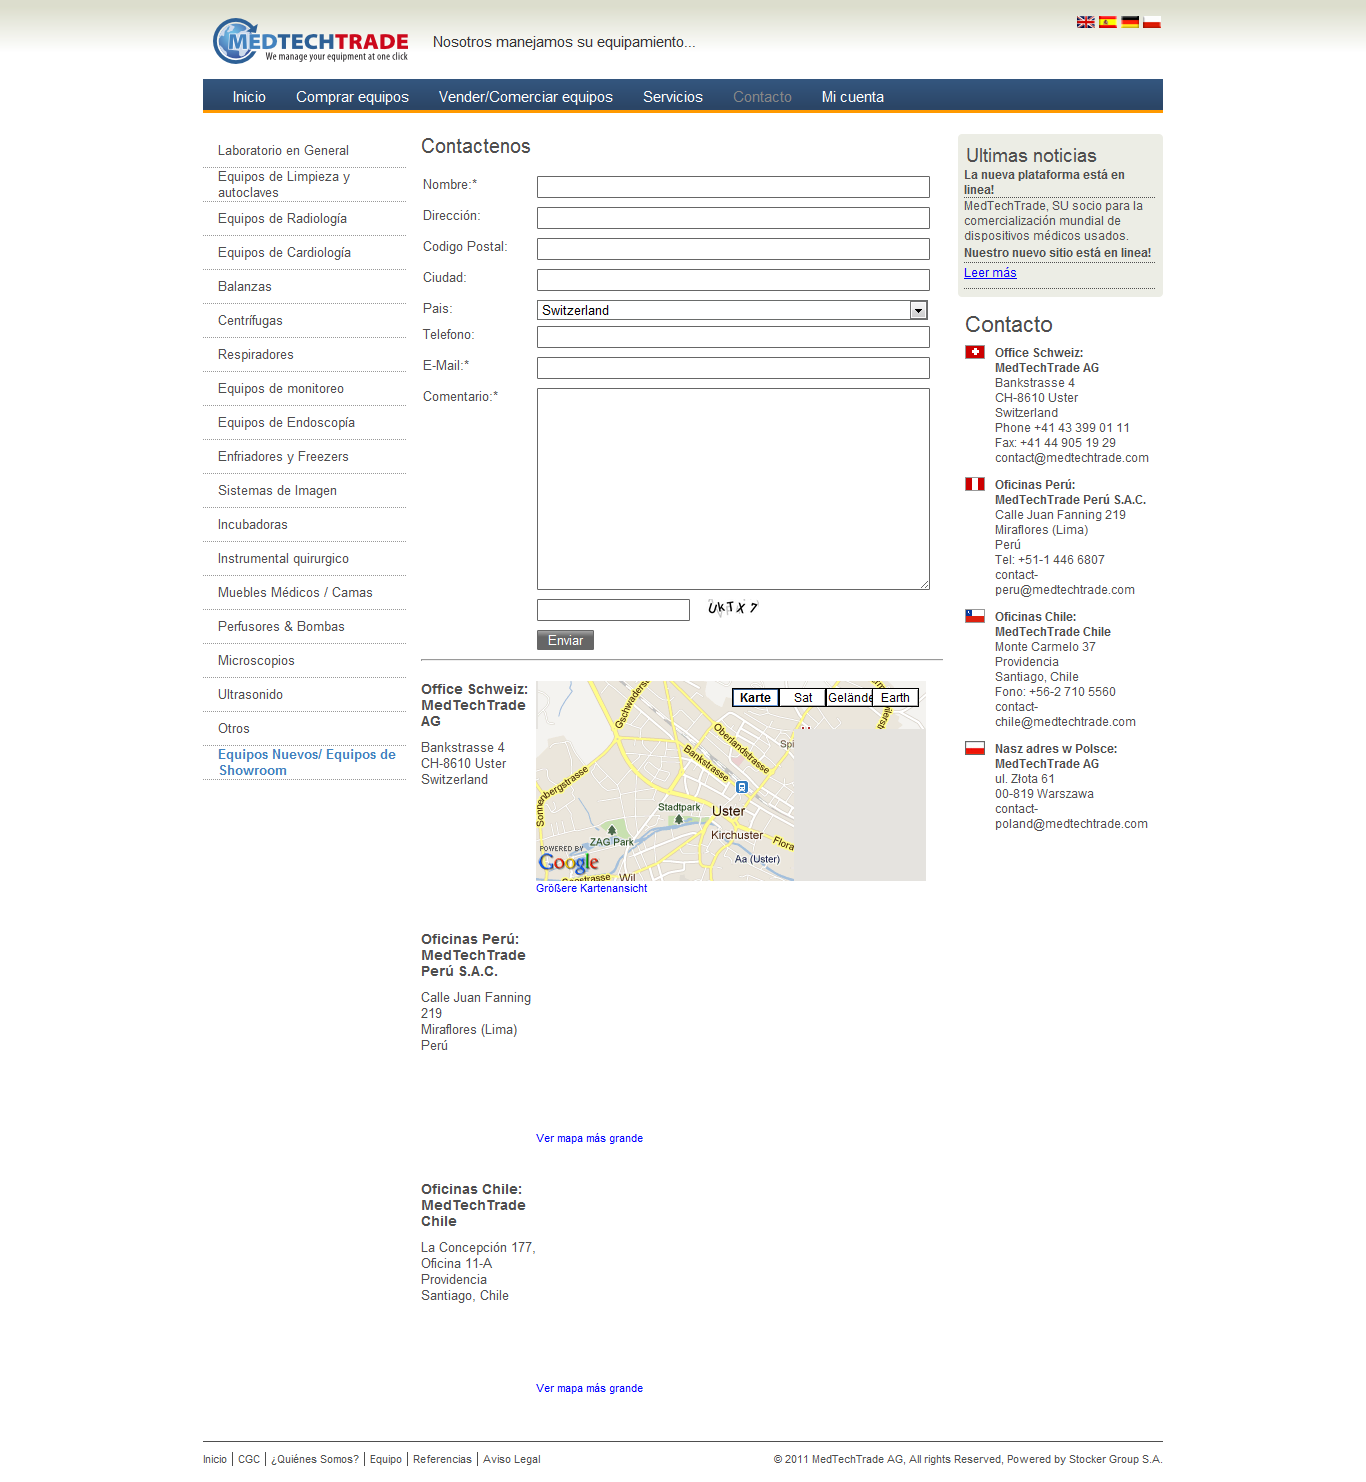 MEDTECHTRADE
We manage your equipment at one click
Nosotros manejamos su equipamiento...
Inicio Comprar equipos Vender/Comerciar equipos Servicios Contacto Mi cuenta
Laboratorio en General
Equipos de Limpieza y
autoclaves
Equipos de Radiología
Equipos de Cardiología
Balanzas
Centrífugas
Respiradores
Equipos de monitoreo
Equipos de Endoscopía
Enfriadores y Freezers
Sistemas de Imagen
Incubadoras
Instrumental quirurgico
Muebles Médicos / Camas
Perfusores & Bombas
Microscopios
Ultrasonido
Otros
Equipos Nuevos/ Equipos de
Showroom
Contactenos
Nombre:*
Dirección:
Codigo Postal:
Ciudad:
Pais:
Switzerland
Telefono:
E-Mail:*
Comentario:*
UKTX7
Enviar
Office Schweiz:
MedTechTrade
AG
Bankstrasse 4
CH-8610 Uster
Switzerland
Karte Sat Gelände Earth
Gschwaderstr
Oberlandstrasse
Spi
Bankstrasse
Sonnenbergstrasse
Stadtpark
Uster
Kirchuster
ZAG Park
Flora
Aa (Uster)
POWERED BY
Google
Wil
Größere Kartenansicht
Oficinas Perú:
MedTechTrade
Perú S.A.C.
Calle Juan Fanning
219
Miraflores (Lima)
Perú
Ver mapa más grande
Oficinas Chile:
MedTechTrade
Chile
La Concepción 177,
Oficina 11-A
Providencia
Santiago, Chile
Ver mapa más grande
Ultimas noticias
La nueva plataforma está en
linea!
MedTechTrade, SU socio para la
comercialización mundial de
dispositivos médicos usados.
Nuestro nuevo sitio está en linea!
Leer más
Contacto
Office Schweiz:
MedTechTrade AG
Bankstrasse 4
CH-8610 Uster
Switzerland
Phone +41 43 399 01 11
Fax: +41 44 905 19 29
contact@medtechtrade.com
Oficinas Perú:
MedTechTrade Perú S.A.C.
Calle Juan Fanning 219
Miraflores (Lima)
Perú
Tel: +51-1 446 6807
contact-
peru@medtechtrade.com
Oficinas Chile:
MedTechTrade Chile
Monte Carmelo 37
Providencia
Santiago, Chile
Fono: +56-2 710 5560
contact-
chile@medtechtrade.com
Nasz adres w Polsce:
MedTechTrade AG
ul. Złota 61
00-819 Warszawa
contact-
poland@medtechtrade.com
Inicio | CGC | ¿Quiénes Somos? | Equipo | Referencias | Aviso Legal
© 2011 MedTechTrade AG, All rights Reserved, Powered by Stocker Group S.A.